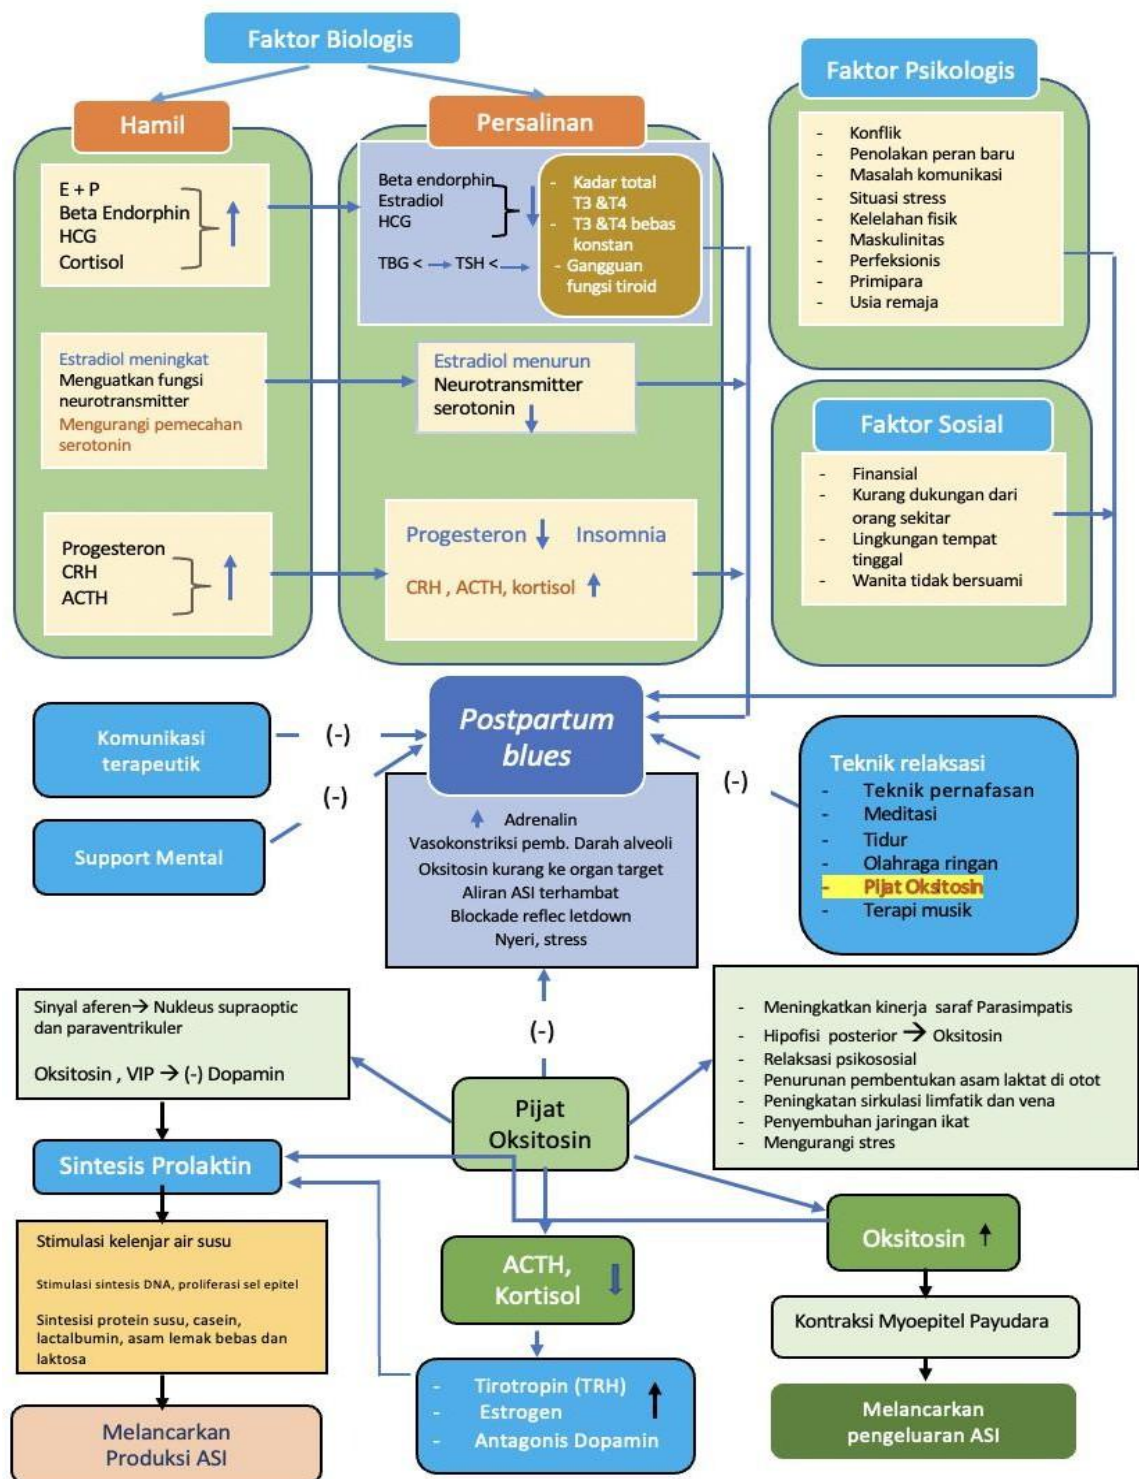 Faktor Biologis
Hamil
E + P
Beta Endorphin
HCG
Cortisol
Estradiol meningkat
Menguatkan fungsi
neurotransmitter
Mengurangi pemecahan
serotonin
Progesteron
CRH
ACTH
Persalinan
Beta endorphin
Estradiol
HCG
TBG < → TSH < →
- Kadar total
T3 &T4
- T3 &T4 bebas
konstan
- Gangguan
fungsi tiroid
Estradiol menurun
Neurotransmitter
serotonin
Progesteron ↓ Insomnia
CRH , ACTH, kortisol ↑
Faktor Psikologis
- Konflik
- Penolakan peran baru
- Masalah komunikasi
- Situasi stress
- Kelelahan fisik
- Maskulinitas
- Perfeksionis
- Primipara
- Usia remaja
Faktor Sosial
- Finansial
- Kurang dukungan dari
orang sekitar
- Lingkungan tempat
tinggal
- Wanita tidak bersuami
Komunikasi
terapeutik
(-)
Support Mental
(-)
Postpartum
blues
↑ Adrenalin
Vasokonstriksi pemb. Darah alveoli
Oksitosin kurang ke organ target
Aliran ASI terhambat
Blockade reflec letdown
Nyeri, stress
(-)
Teknik relaksasi
- Teknik pernafasan
- Meditasi
- Tidur
- Olahraga ringan
- Pijat Oksitosin
- Terapi musik
Sinyal aferen→ Nukleus supraoptic
dan paraventrikuler
Oksitosin , VIP → (-) Dopamin
(-)
Pijat
Oksitosin
- Meningkatkan kinerja saraf Parasimpatis
- Hipofisi posterior → Oksitosin
- Relaksasi psikososial
- Penurunan pembentukan asam laktat di otot
- Peningkatan sirkulasi limfatik dan vena
- Penyembuhan jaringan ikat
- Mengurangi stres
Sintesis Prolaktin
Stimulasi kelenjar air susu
Stimulasi sintesis DNA, proliferasi sel epitel
Sintesisi protein susu, casein,
lactalbumin, asam lemak bebas dan
laktosa
Melancarkan
Produksi ASI
ACTH,
Kortisol
- Tirotropin (TRH)
- Estrogen
- Antagonis Dopamin
Oksitosin ↑
Kontraksi Myoepitel Payudara
Melancarkan
pengeluaran ASI